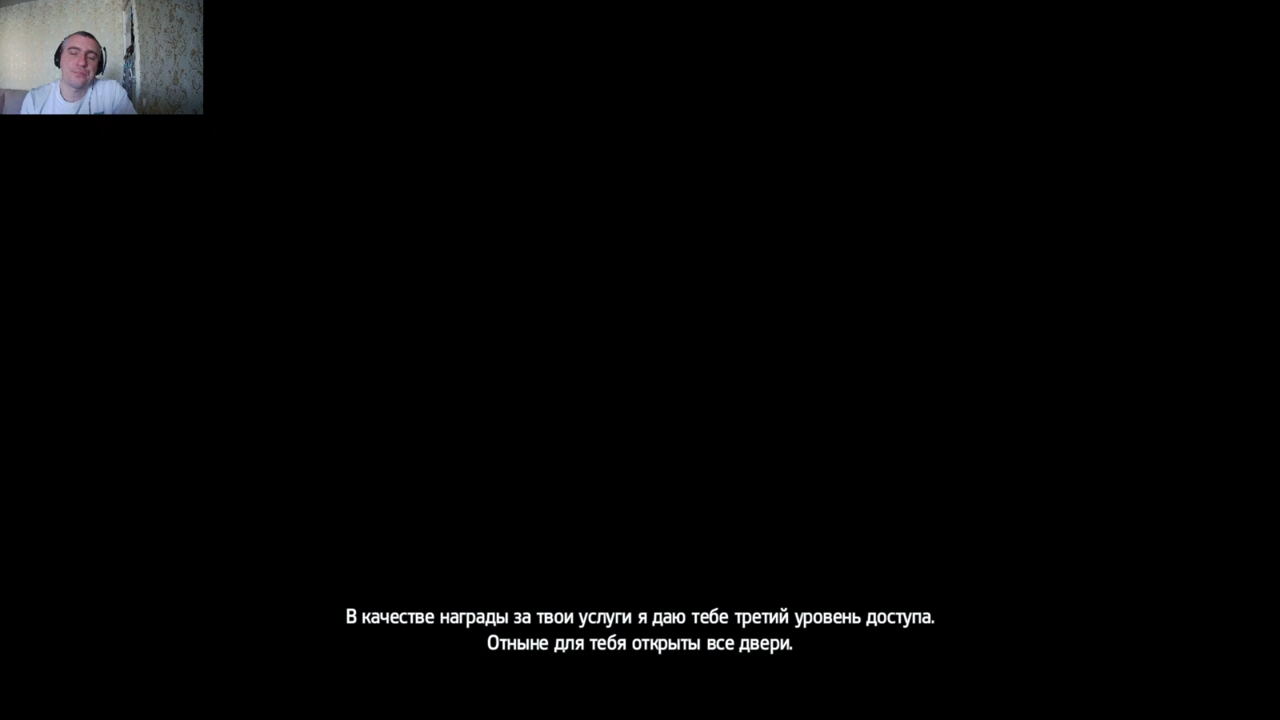 В качестве награды за твои услуги я даю тебе третий уровень доступа.
Отныне для тебя открыты все двери.